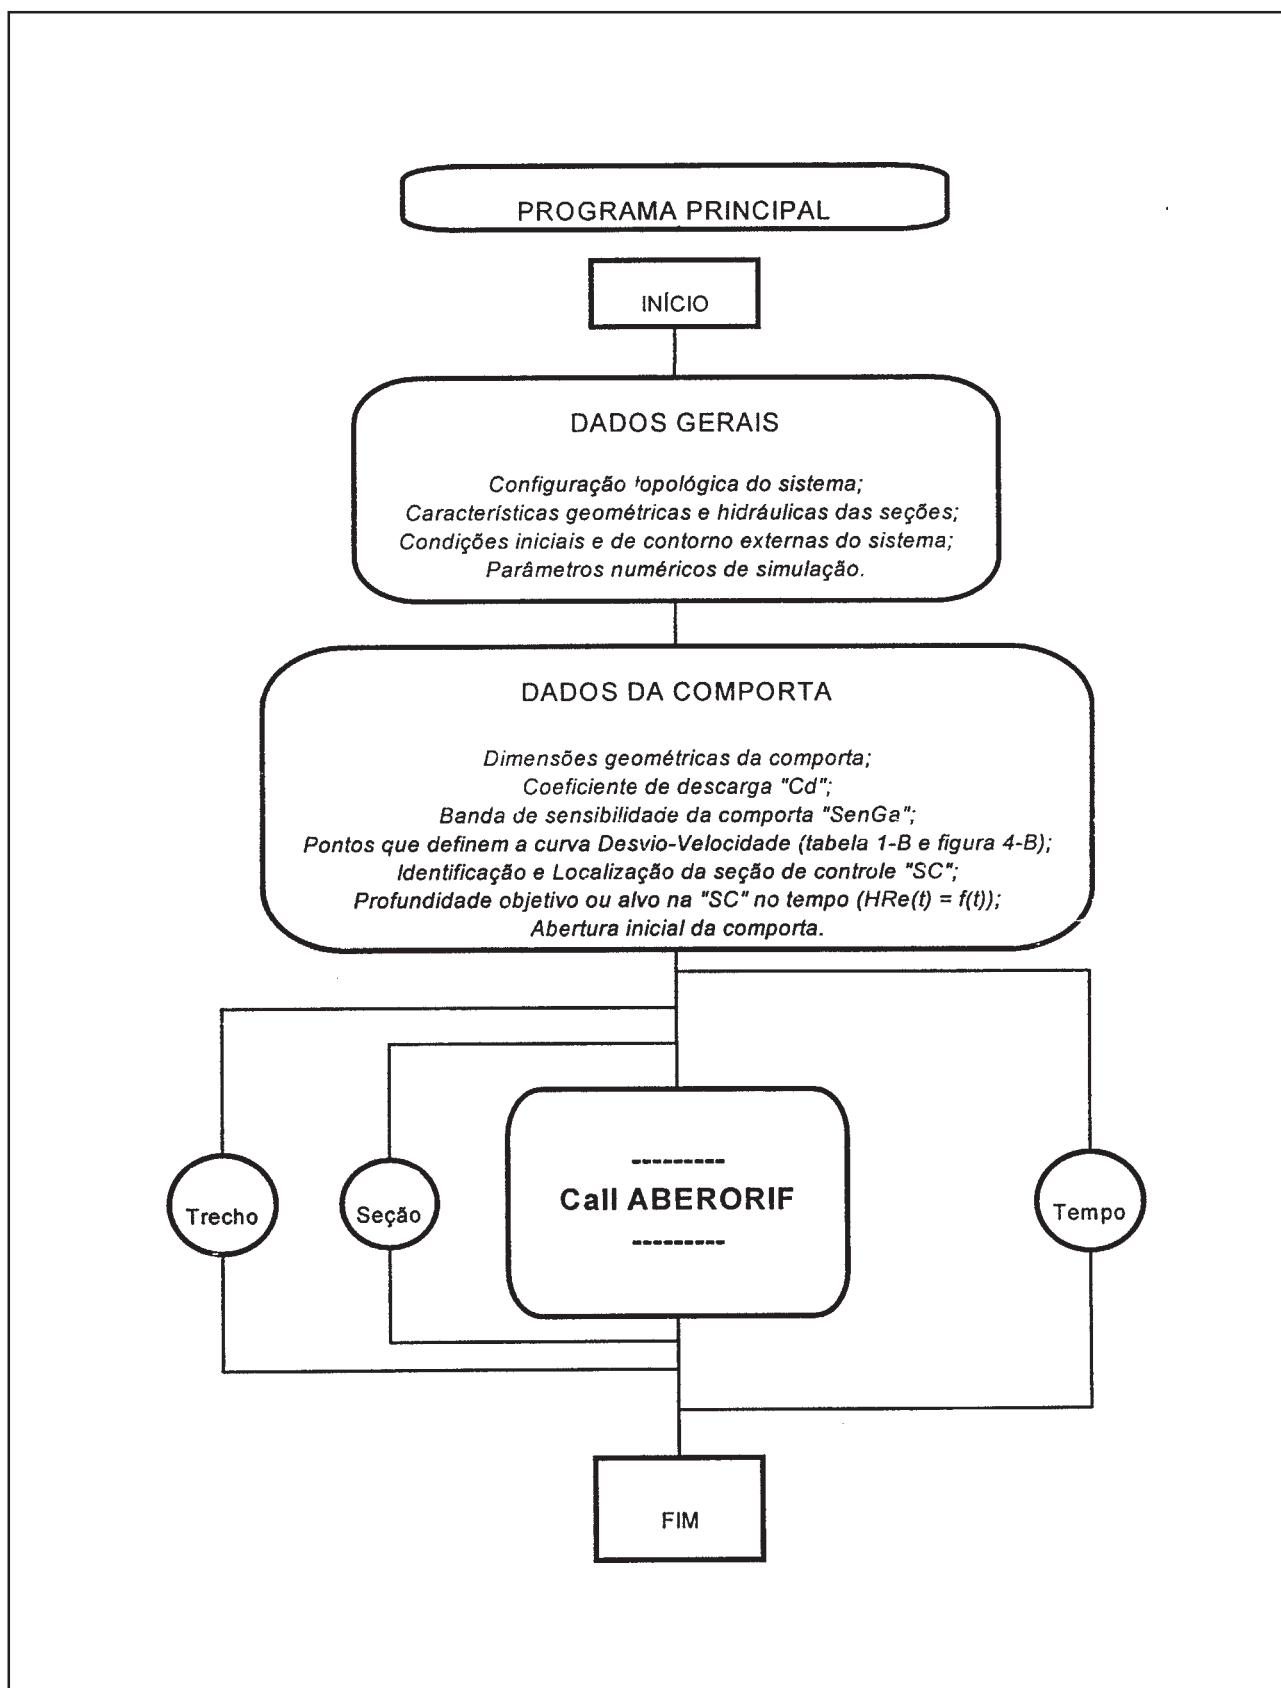 PROGRAMA PRINCIPAL
INÍCIO
DADOS GERAIS
Configuração topológica do sistema;
Características geométricas e hidráulicas das seções;
Condições iniciais e de contorno externas do sistema;
Parâmetros numéricos de simulação.
DADOS DA COMPORTA
Dimensões geométricas da comporta;
Coeficiente de descarga "Cd";
Banda de sensibilidade da comporta "SenGa";
Pontos que definem a curva Desvio-Velocidade (tabela 1-B e figura 4-B);
Identificação e Localização da seção de controle "SC";
Profundidade objetivo ou alvo na "SC" no tempo (HRe(t) = f(t));
Abertura inicial da comporta.
---------
Call ABERORIF
---------
Trecho
Seção
Tempo
FIM